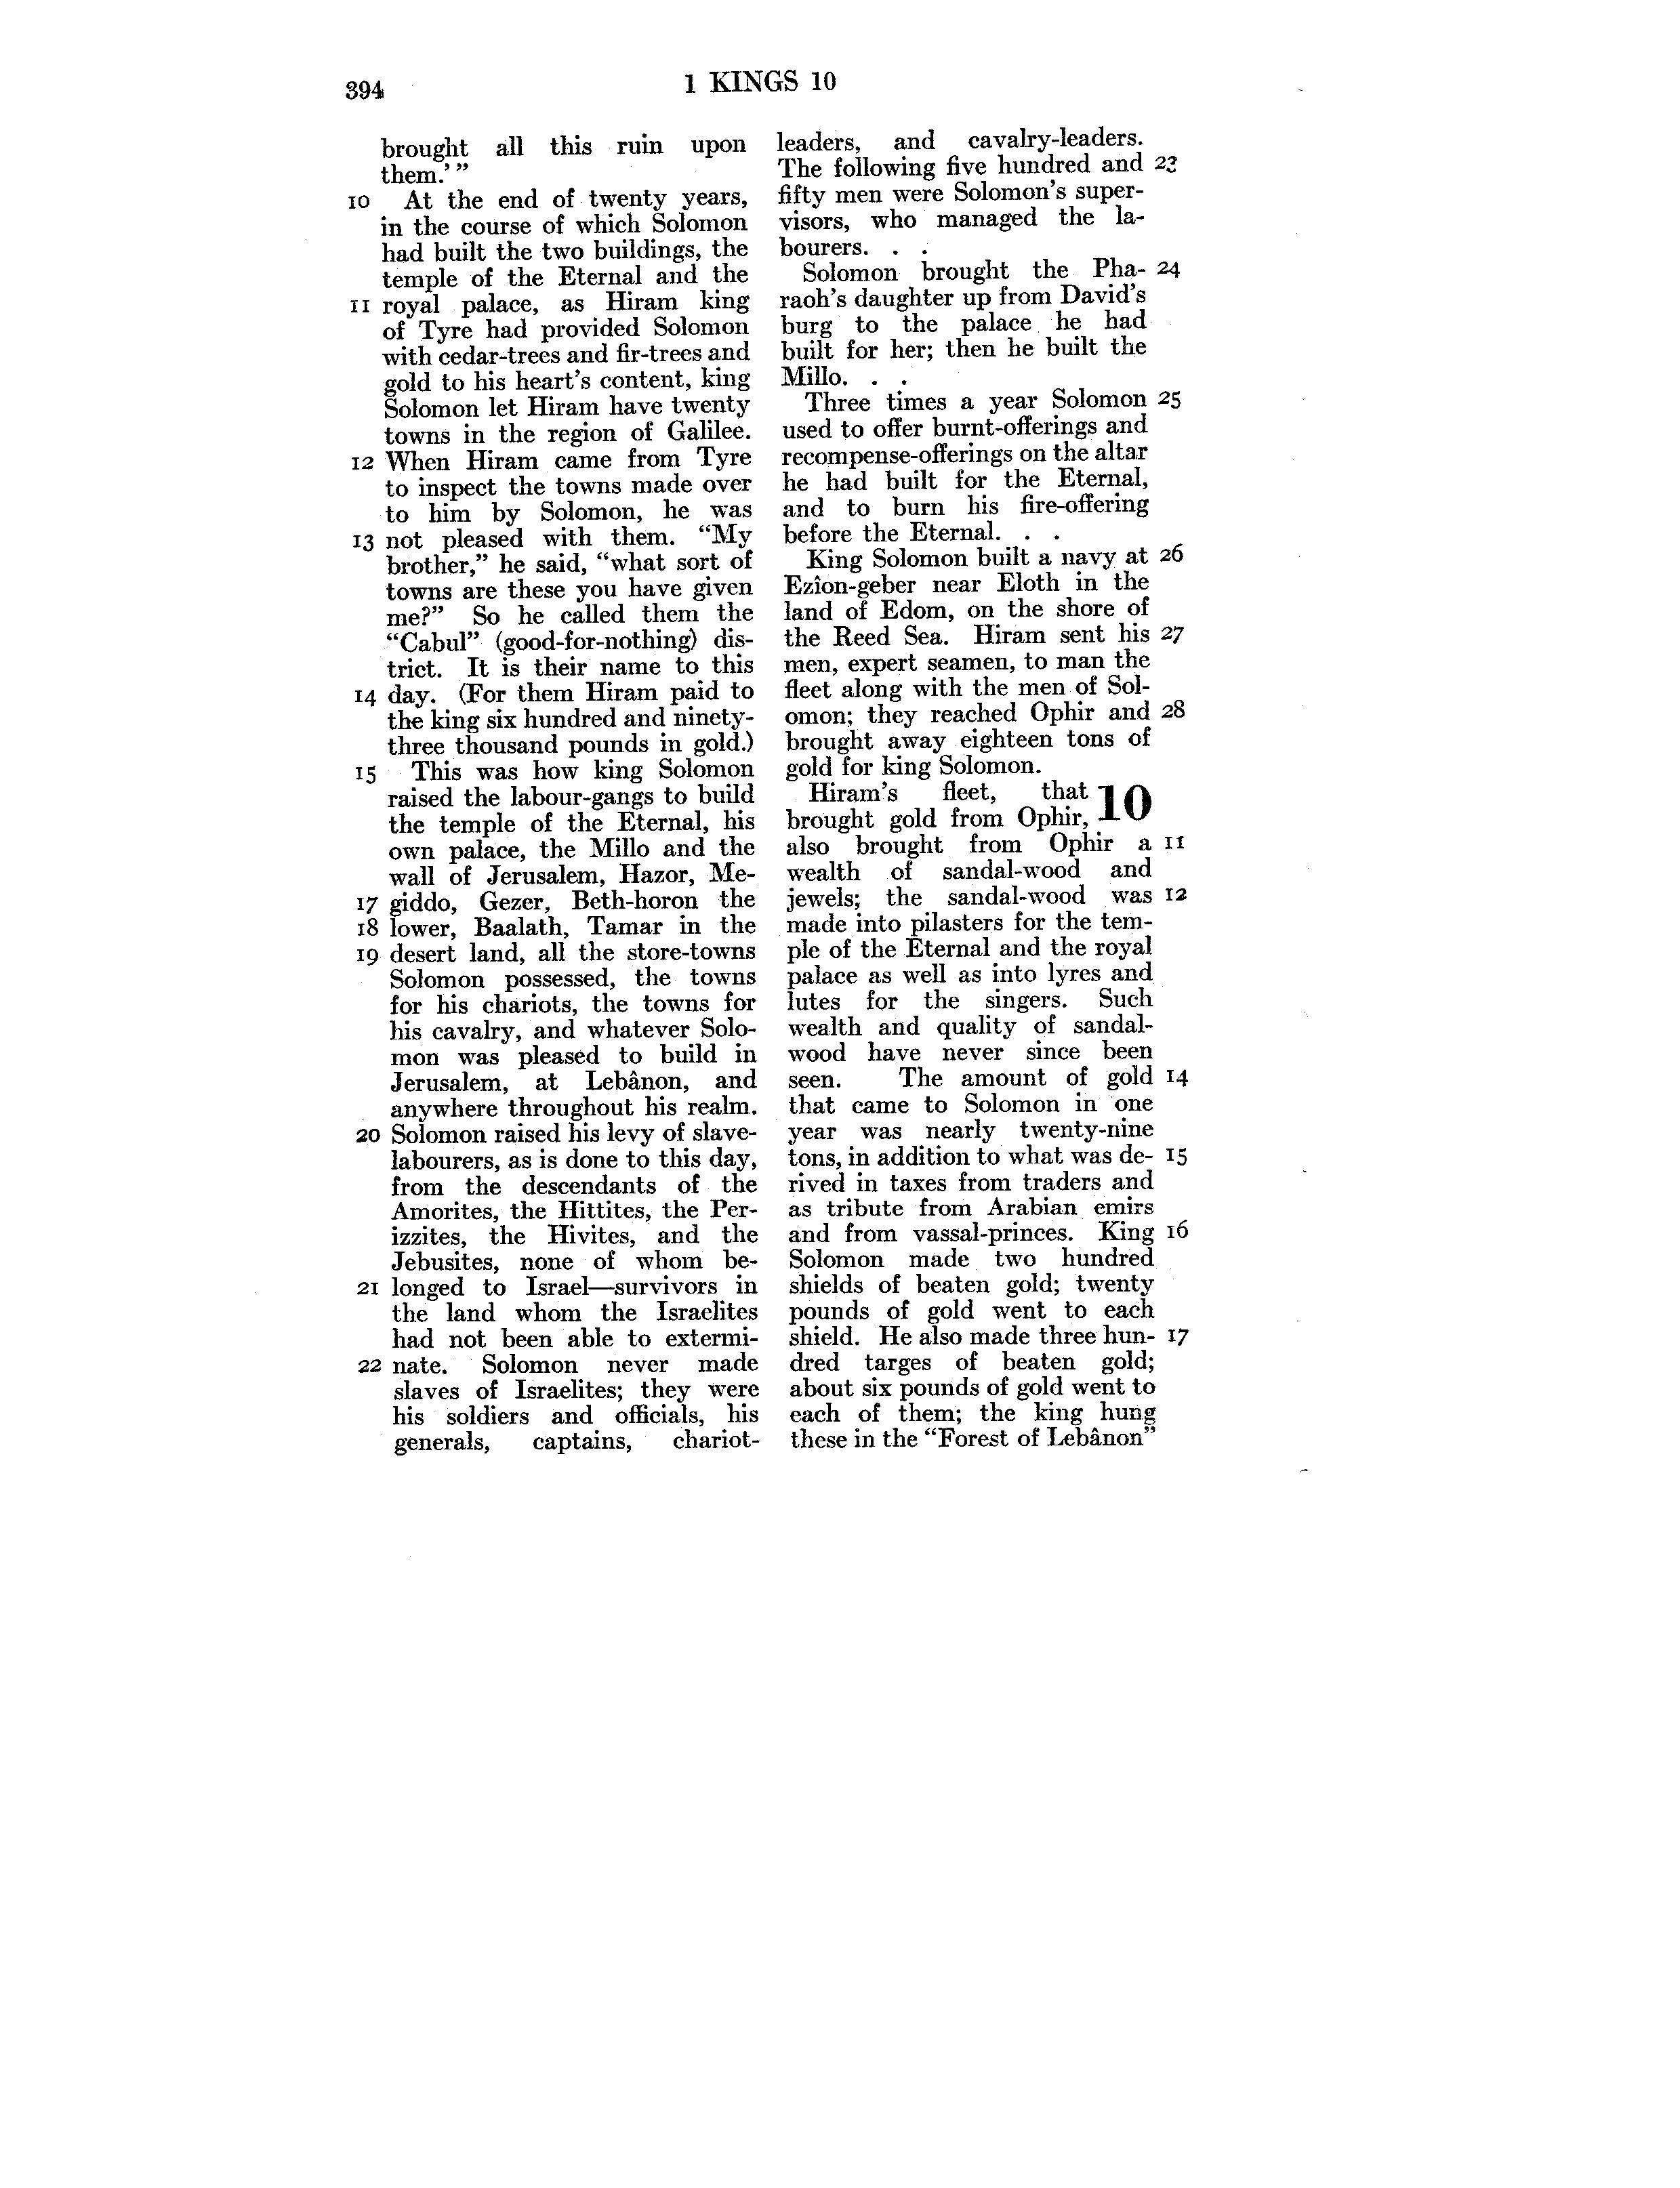 394
1 KINGS 10
brought all this ruin upon
them.’”
10 At the end of twenty years,
in the course of which Solomon
had built the two buildings, the
temple of the Eternal and the
11 royal palace, as Hiram king
of Tyre had provided Solomon
with cedar-trees and fir-trees and
gold to his heart’s content, king
Solomon let Hiram have twenty
towns in the region of Galilee.
12 When Hiram came from Tyre
to inspect the towns made over
to him by Solomon, he was
13 not pleased with them. “My
brother,” he said, “what sort of
towns are these you have given
me?” So he called them the
“Cabul” (good-for-nothing) dis-
trict. It is their name to this
14 day. (For them Hiram paid to
the king six hundred and ninety-
three thousand pounds in gold.)
15 This was how king Solomon
raised the labour-gangs to build
the temple of the Eternal, his
own palace, the Millo and the
wall of Jerusalem, Hazor, Me-
17 giddo, Gezer, Beth-horon the
18 lower, Baalath, Tamar in the
19 desert land, all the store-towns
Solomon possessed, the towns
for his chariots, the towns for
his cavalry, and whatever Solo-
mon was pleased to build in
Jerusalem, at Lebânon, and
anywhere throughout his realm.
20 Solomon raised his levy of slave-
labourers, as is done to this day,
from the descendants of the
Amorites, the Hittites, the Per-
izzites, the Hivites, and the
Jebusites, none of whom be-
21 longed to Israel—survivors in
the land whom the Israelites
had not been able to extermi-
22 nate. Solomon never made
slaves of Israelites; they were
his soldiers and officials, his
generals, captains, chariot-
leaders, and cavalry-leaders.
The following five hundred and 23
fifty men were Solomon’s super-
visors, who managed the la-
bourers. . .
Solomon brought the Pha- 24
raoh’s daughter up from David’s
burg to the palace he had
built for her; then he built the
Millo. . .
Three times a year Solomon 25
used to offer burnt-offerings and
recompense-offerings on the altar
he had built for the Eternal,
and to burn his fire-offering
before the Eternal. . .
King Solomon built a navy at 26
Ezîon-geber near Eloth in the
land of Edom, on the shore of
the Reed Sea. Hiram sent his 27
men, expert seamen, to man the
fleet along with the men of Sol-
omon; they reached Ophir and 28
brought away eighteen tons of
gold for king Solomon.
Hiram’s fleet, that 10
brought gold from Ophir,
also brought from Ophir a 11
wealth of sandal-wood and
jewels; the sandal-wood was 12
made into pilasters for the tem-
ple of the Eternal and the royal
palace as well as into lyres and
lutes for the singers. Such
wealth and quality of sandal-
wood have never since been
seen. The amount of gold 14
that came to Solomon in one
year was nearly twenty-nine
tons, in addition to what was de- 15
rived in taxes from traders and
as tribute from Arabian emirs
and from vassal-princes. King 16
Solomon made two hundred
shields of beaten gold; twenty
pounds of gold went to each
shield. He also made three hun- 17
dred targes of beaten gold;
about six pounds of gold went to
each of them; the king hung
these in the “Forest of Lebânon”